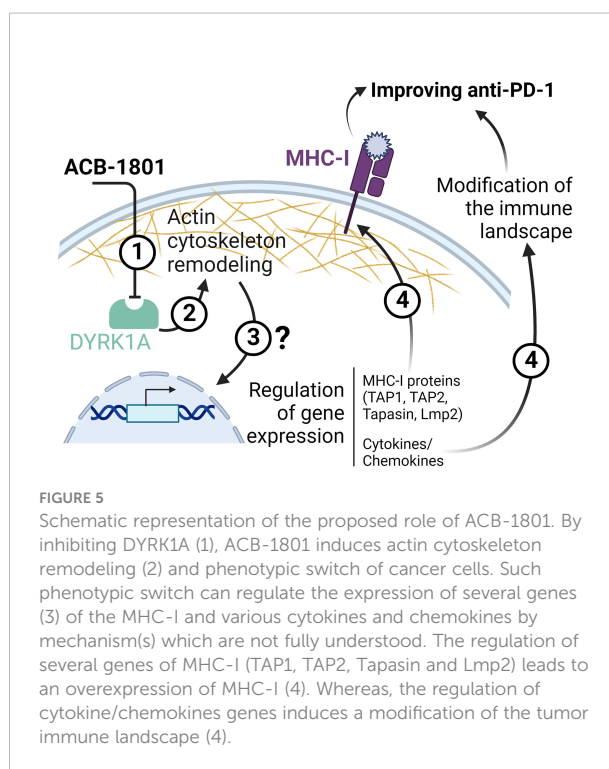 Improving anti-PD-1
MHC-I
ACB-1801
Modification of
the immune
landscape
Actin
cytoskeleton
remodeling
1
2
DYRK1A
3 ?
4
4
Regulation
of gene
expression
MHC-I proteins
(TAP1, TAP2,
Tapasin, Lmp2)
Cytokines/
Chemokines
FIGURE 5
Schematic representation of the proposed role of ACB-1801. By
inhibiting DYRK1A (1), ACB-1801 induces actin cytoskeleton
remodeling (2) and phenotypic switch of cancer cells. Such
phenotypic switch can regulate the expression of several genes
(3) of the MHC-I and various cytokines and chemokines by
mechanism(s) which are not fully understood. The regulation of
several genes of MHC-I (TAP1, TAP2, Tapasin and Lmp2) leads to
an overexpression of MHC-I (4). Whereas, the regulation of
cytokine/chemokines genes induces a modification of the tumor
immune landscape (4).